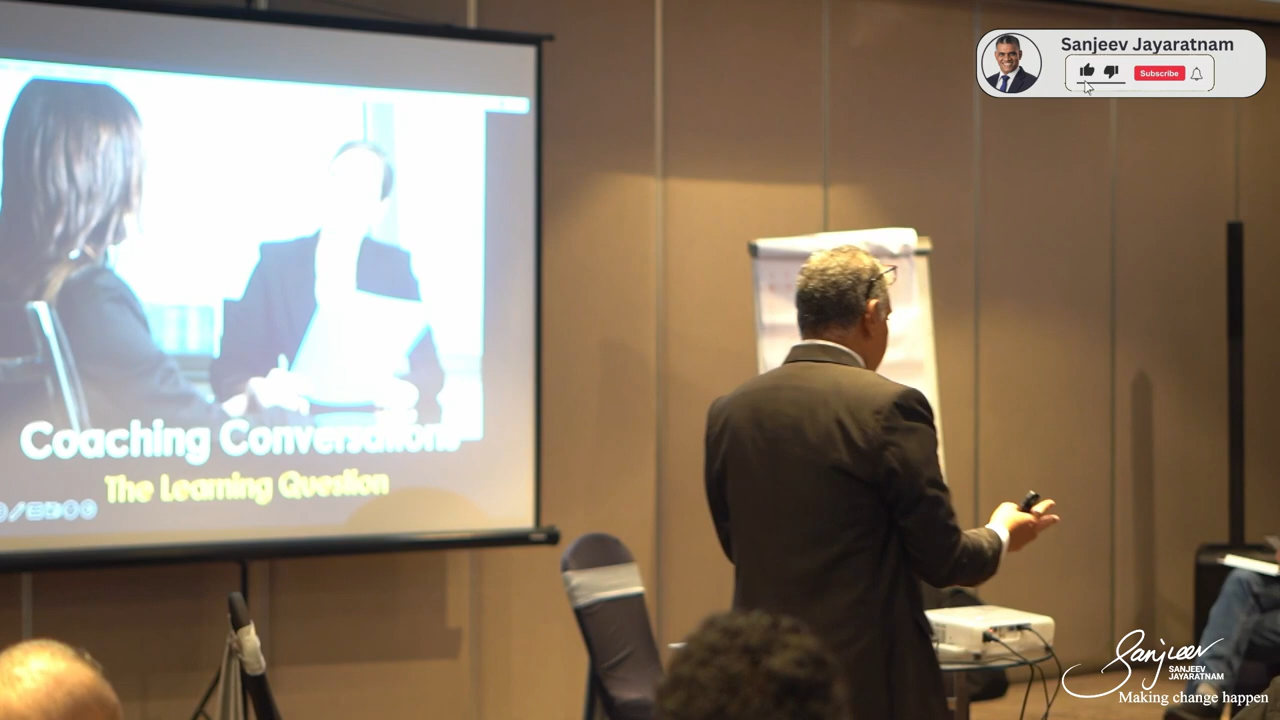 Sanjeev Jayaratnam
Subscribe
Coaching Conversations
The Learning Question
Sanjeev
SANJEEV
JAYARATNAM
Making change happen